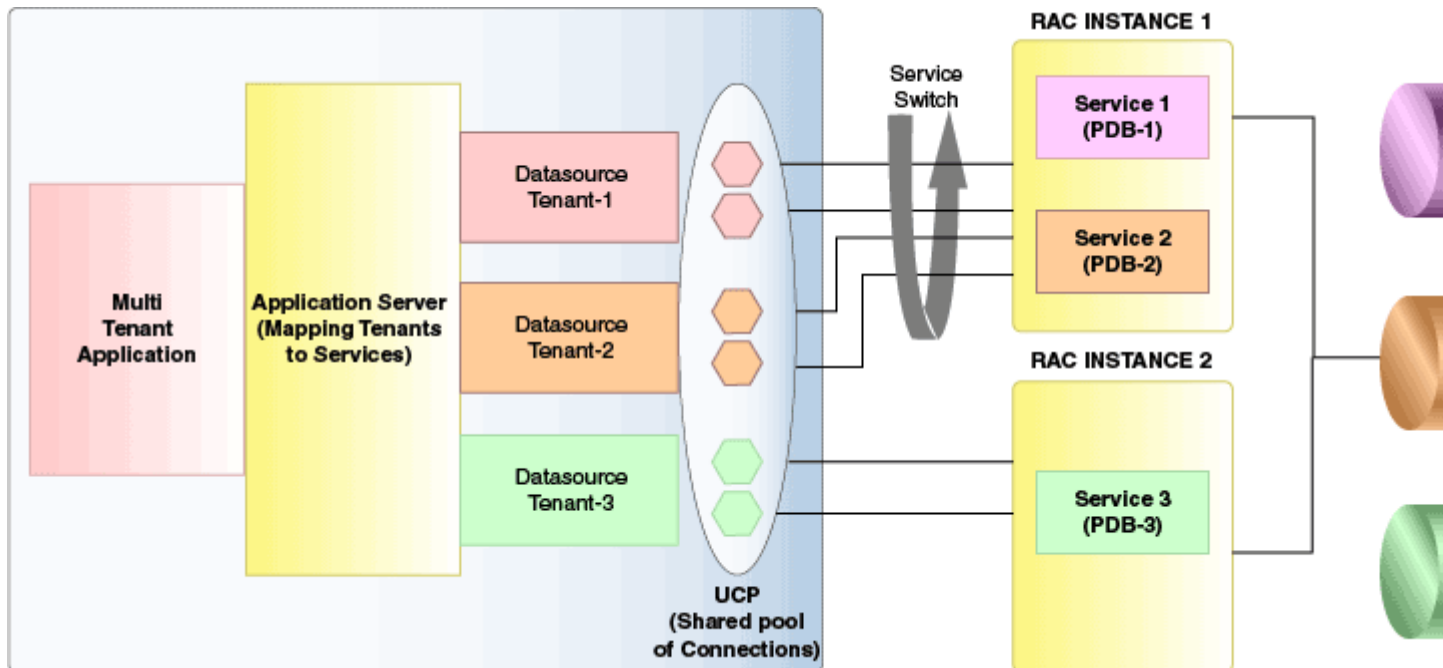 RAC INSTANCE 1
Service
Switch
Service 1
(PDB-1)
Datasource
Tenant-1
Service 2
(PDB-2)
Multi
Tenant
Application
Application Server
(Mapping Tenants
to Services)
Datasource
Tenant-2
RAC INSTANCE 2
Datasource
Tenant-3
Service 3
(PDB-3)
UCP
(Shared pool
of Connections)